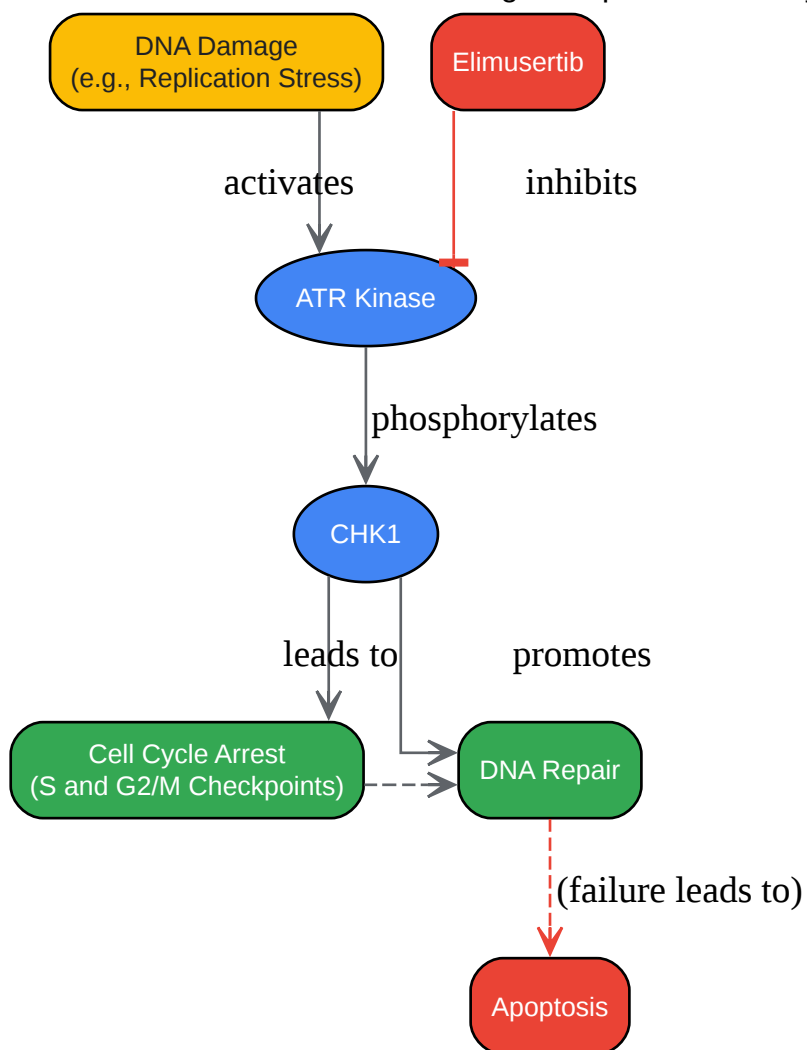 DNA Damage
(e.g., Replication Stress)
Elimusertib
activates
inhibits
ATR Kinase
phosphorylates
CHK1
leads to
promotes
Cell Cycle Arrest
(S and G2/M Checkpoints)
DNA Repair
(failure leads to)
Apoptosis